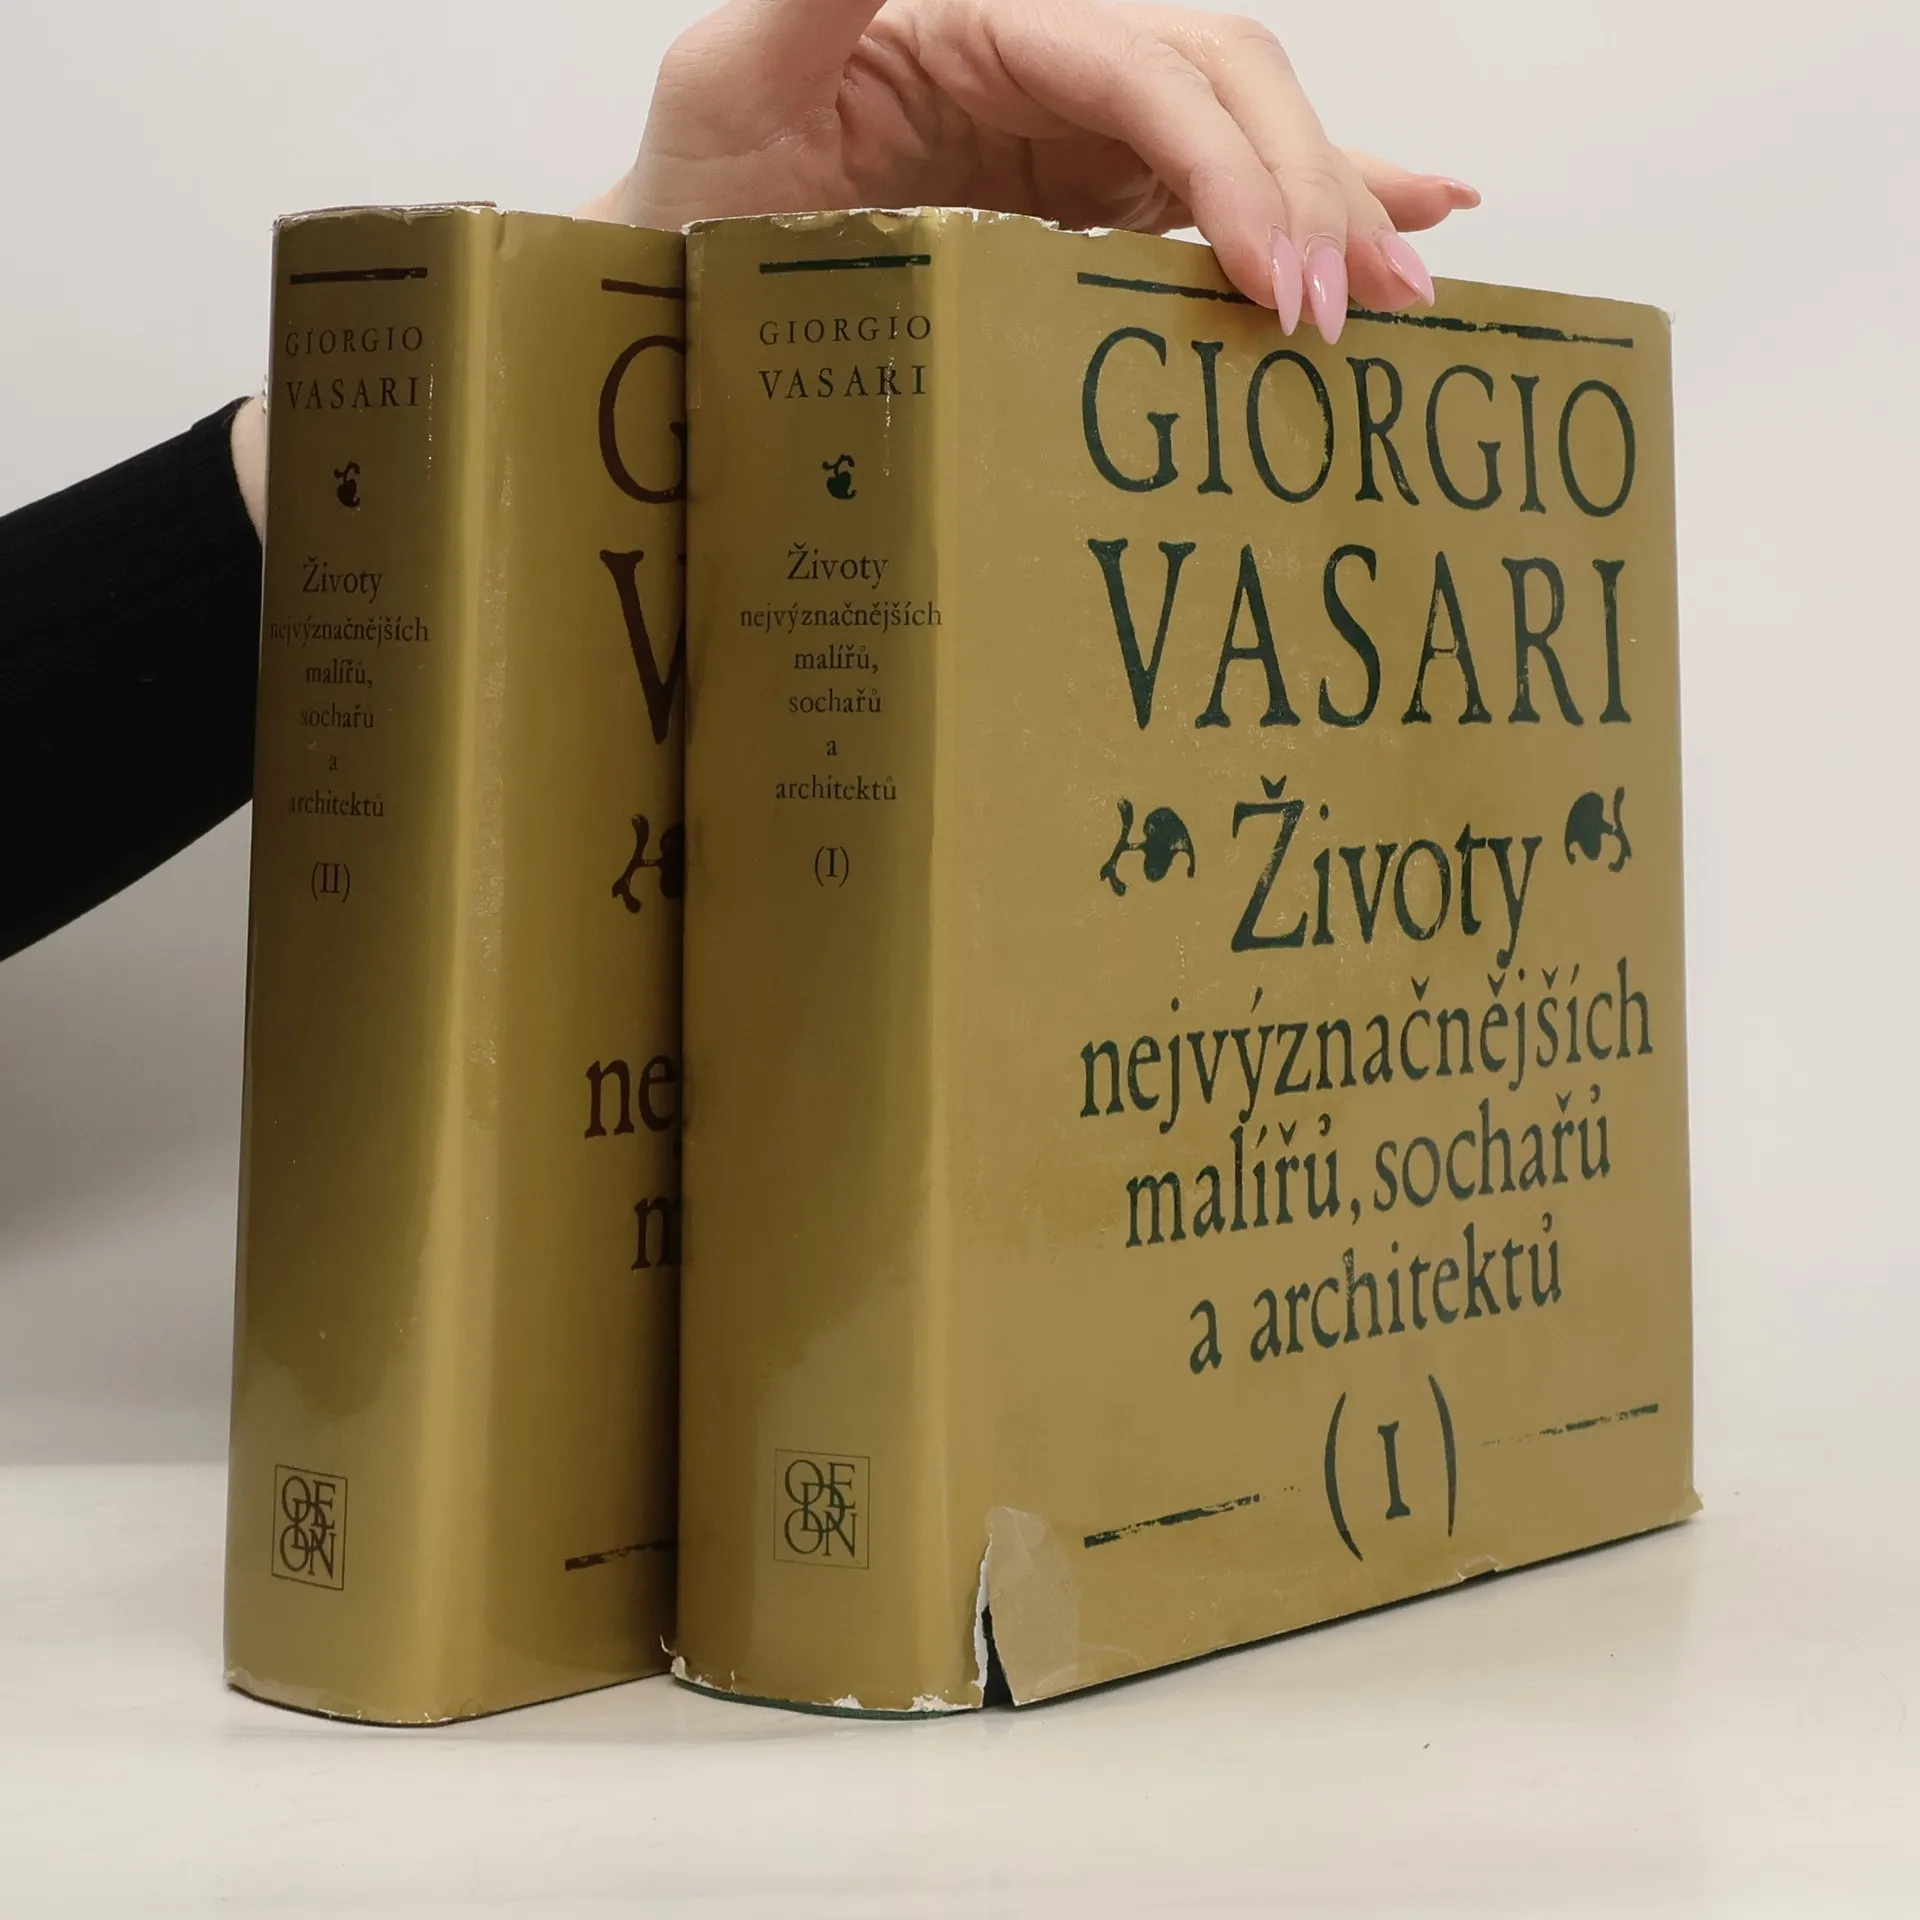 GIORGIO
VASARI
Životy
nejvýznačnějších
malířů,
sochařů
a
architektů
(II)
ODEON
G
V
ne
m
GIORGIO
VASARI
Životy
nejvýznačnějších
malířů,
sochařů
a
architektů
(I)
ODEON
GIORGIO
VASARI
Životy
nejvýznačnějších
malířů, sochařů
a architektů
(I)